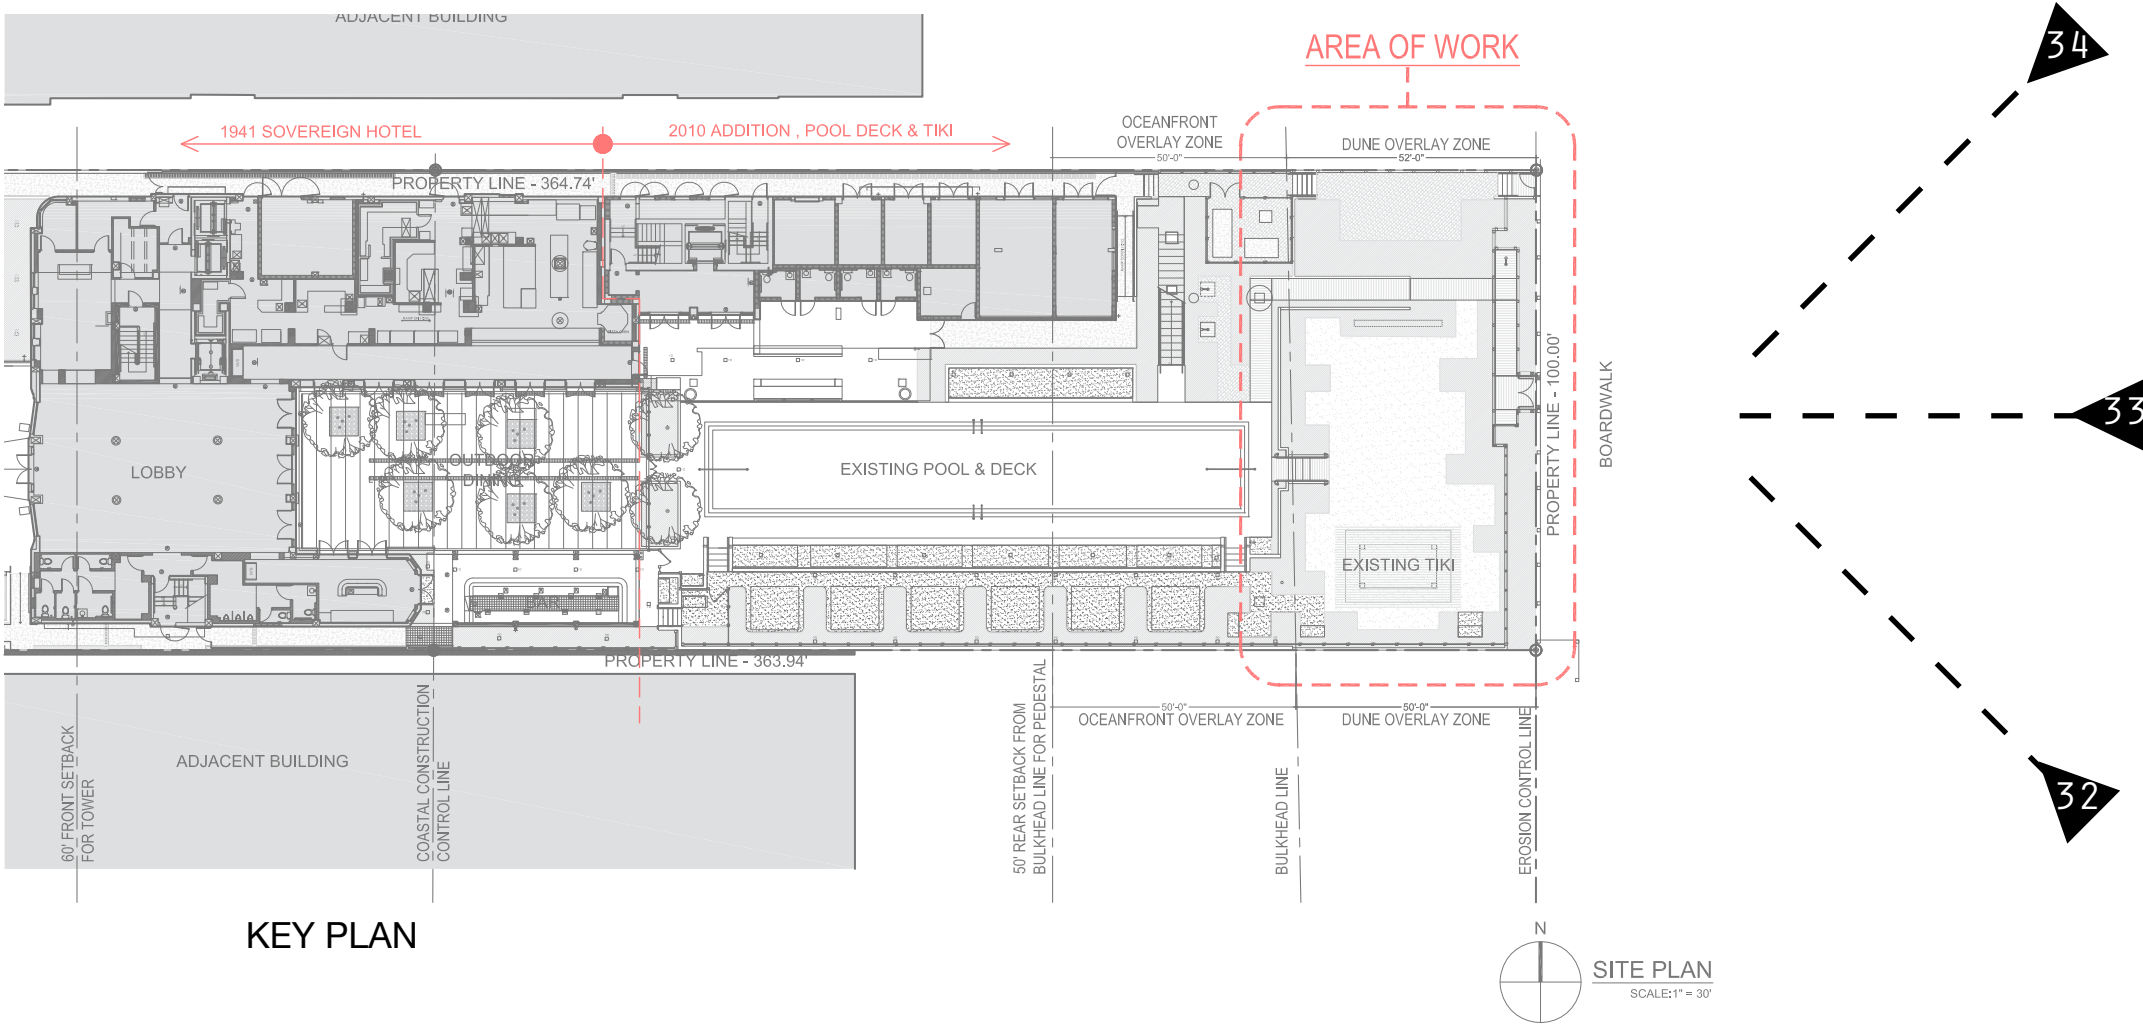 ADJACENT BUILDING
34
AREA OF WORK
1941 SOVEREIGN HOTEL
2010 ADDITION , POOL DECK & TIKI
OCEANFRONT
OVERLAY ZONE
50'-0"
DUNE OVERLAY ZONE
52'-0"
PROPERTY LINE - 364.74'
PROPERTY LINE - 100.00'
BOARDWALK
33
LOBBY
OUTDOOR
DINING
EXISTING POOL & DECK
EXISTING TIKI
BAR
PROPERTY LINE - 363.94'
50'-0"
OCEANFRONT OVERLAY ZONE
50'-0"
DUNE OVERLAY ZONE
ADJACENT BUILDING
60' FRONT SETBACK
FOR TOWER
COASTAL CONSTRUCTION
CONTROL LINE
50' REAR SETBACK FROM
BULKHEAD LINE FOR PEDESTAL
BULKHEAD LINE
EROSION CONTROL LINE
32
KEY PLAN
N
SITE PLAN
SCALE:1" = 30'